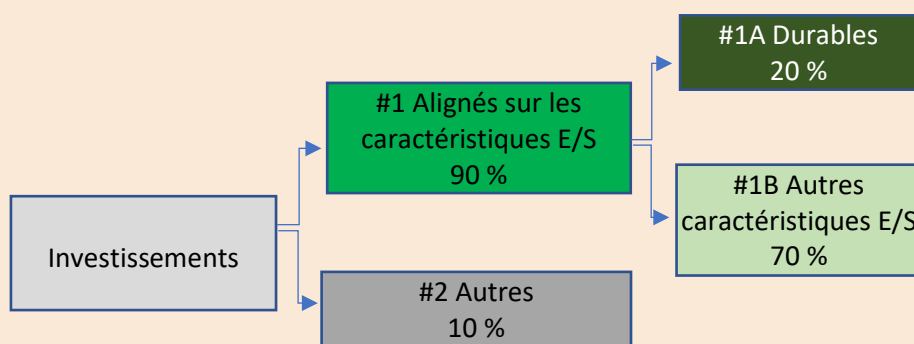 #1A Durables
20 %
#1 Alignés sur les
caractéristiques E/S
90 %
#1B Autres
caractéristiques E/S
70 %
Investissements
#2 Autres
10 %